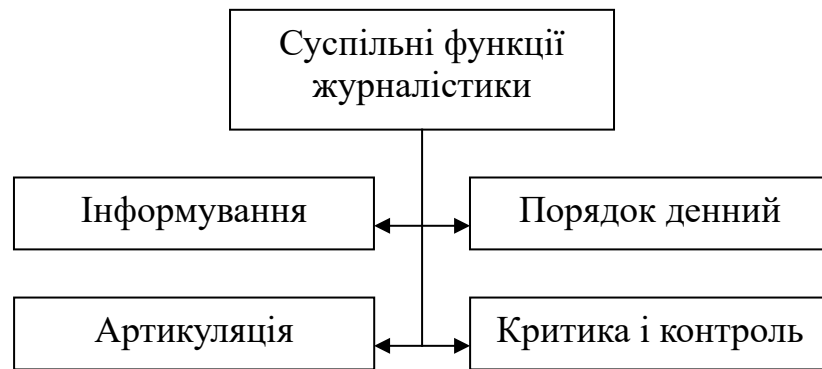 Суспільні функції
журналістики
Інформування
Порядок денний
Артикуляція
Критика і контроль